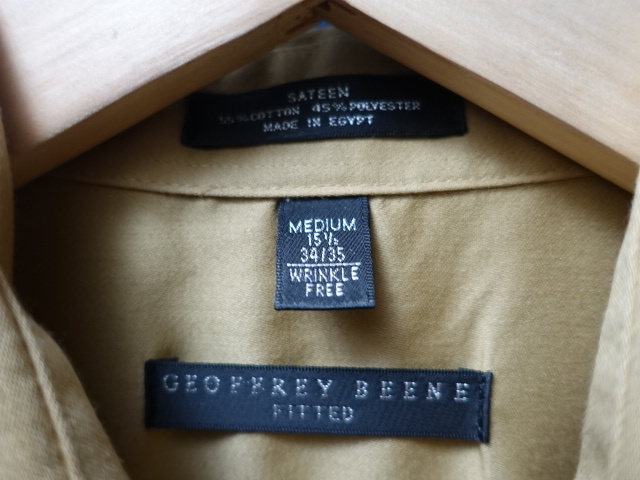 SATEEN
55%COTTON 45%POLYESTER
MADE IN EGYPT
MEDIUM
15½
34/35
WRINKLE
FREE
GEOFFREY BEENE
FITTED